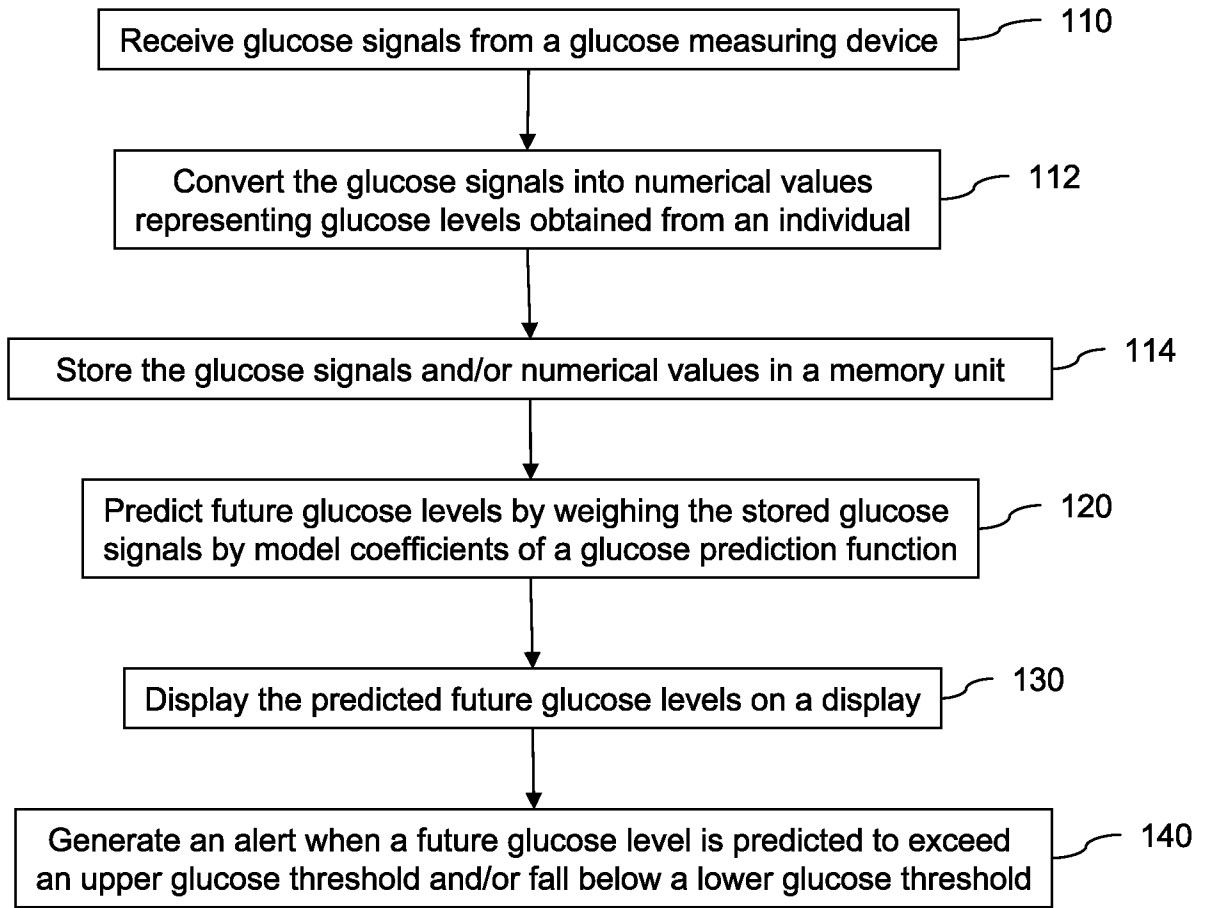 Receive glucose signals from a glucose measuring device
110
Convert the glucose signals into numerical values
representing glucose levels obtained from an individual
112
Store the glucose signals and/or numerical values in a memory unit
114
Predict future glucose levels by weighing the stored glucose
signals by model coefficients of a glucose prediction function
120
Display the predicted future glucose levels on a display
130
Generate an alert when a future glucose level is predicted to exceed
an upper glucose threshold and/or fall below a lower glucose threshold
140